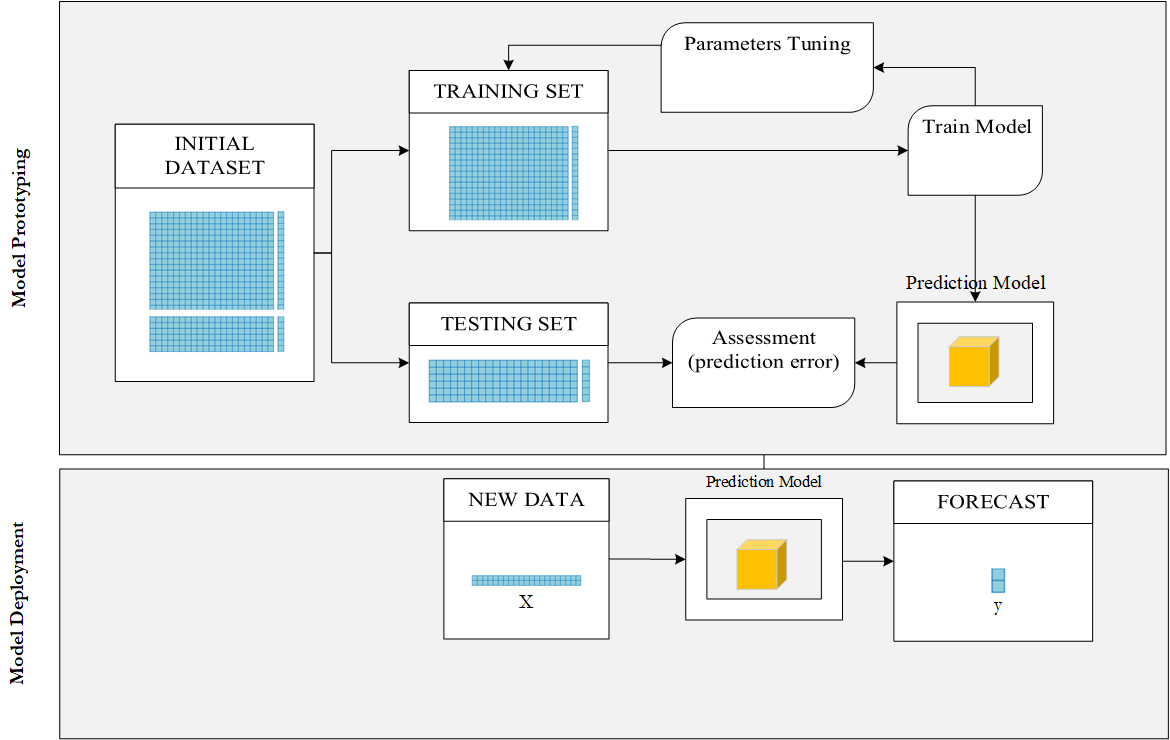 Model Prototyping
INITIAL
DATASET
TRAINING SET
Parameters Tuning
Train Model
TESTING SET
Assessment
(prediction error)
Prediction Model
Model Deployment
NEW DATA
X
Prediction Model
FORECAST
y